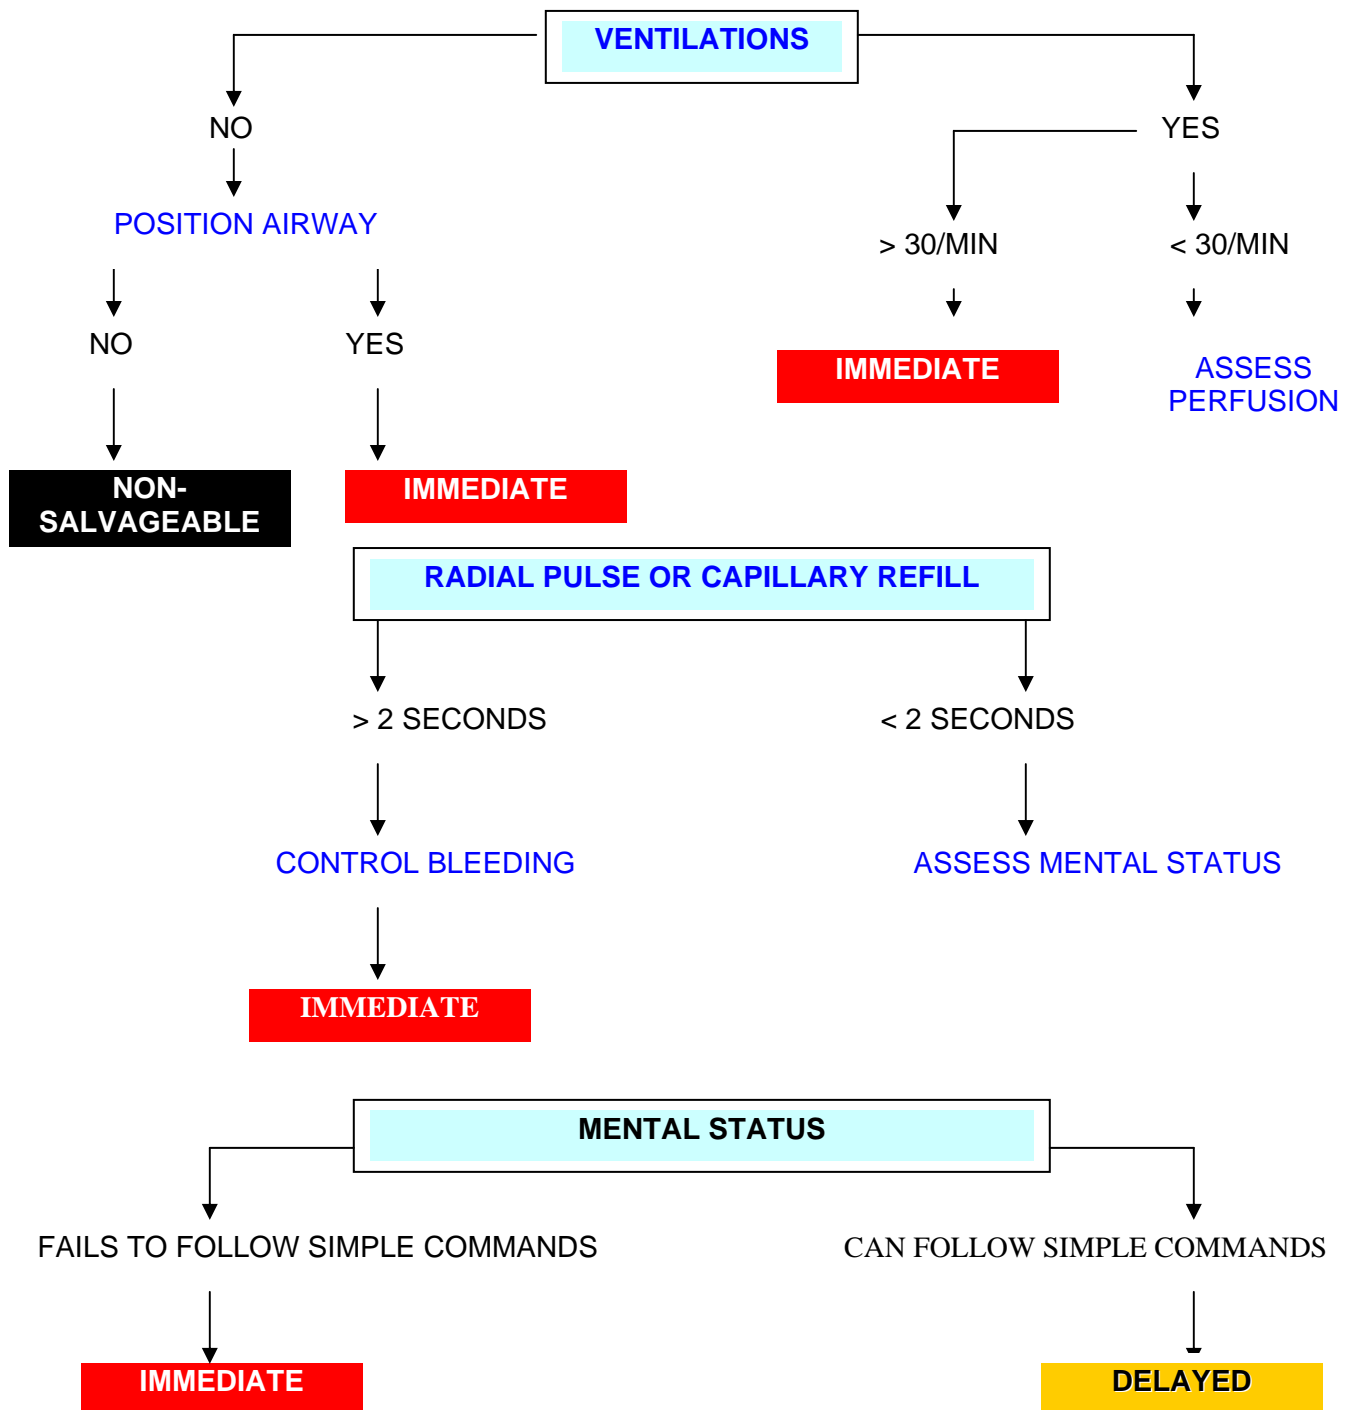 VENTILATIONS
NO
YES
POSITION AIRWAY
> 30/MIN
< 30/MIN
NO
YES
IMMEDIATE
ASSESS
PERFUSION
NON-
SALVAGEABLE
IMMEDIATE
RADIAL PULSE OR CAPILLARY REFILL
> 2 SECONDS
< 2 SECONDS
CONTROL BLEEDING
ASSESS MENTAL STATUS
IMMEDIATE
MENTAL STATUS
FAILS TO FOLLOW SIMPLE COMMANDS
CAN FOLLOW SIMPLE COMMANDS
IMMEDIATE
DELAYED